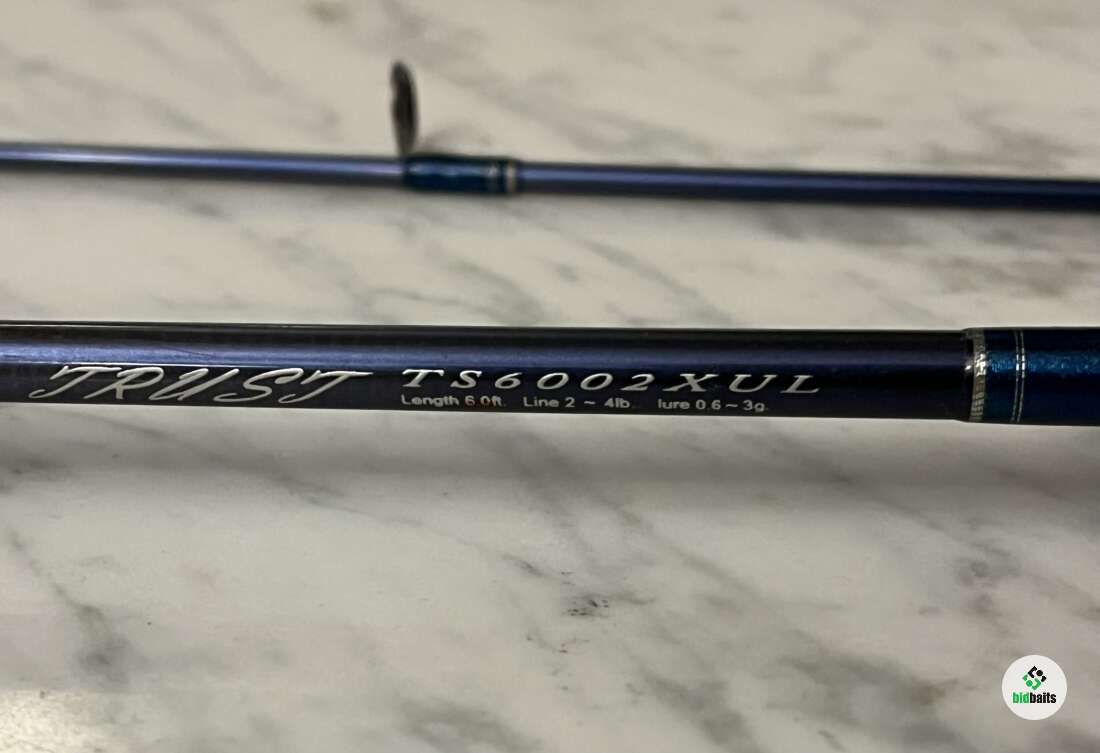 TRUST TS6002XUL
Length 6.0ft. Line 2 ~ 4lb. lure 0.6 ~ 3g.
bidbaits